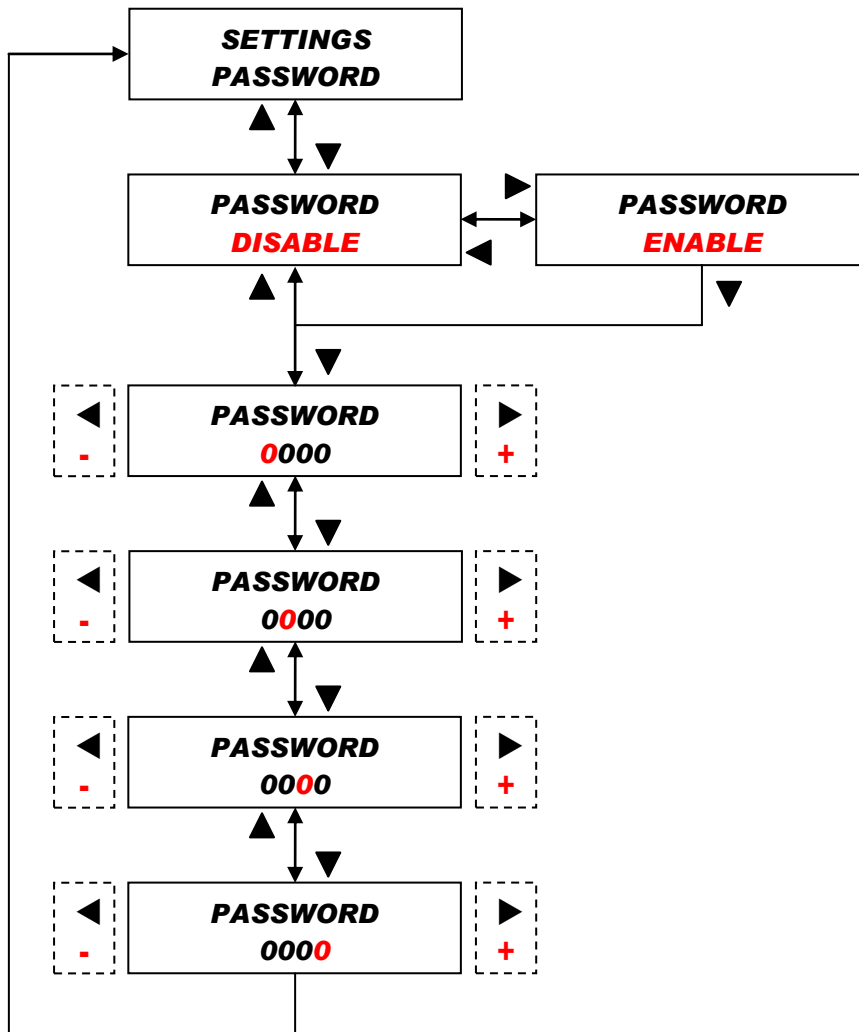 SETTINGS
PASSWORD
PASSWORD
DISABLE
PASSWORD
ENABLE
PASSWORD
0000
-
+
PASSWORD
0000
-
+
PASSWORD
0000
-
+
PASSWORD
0000
-
+